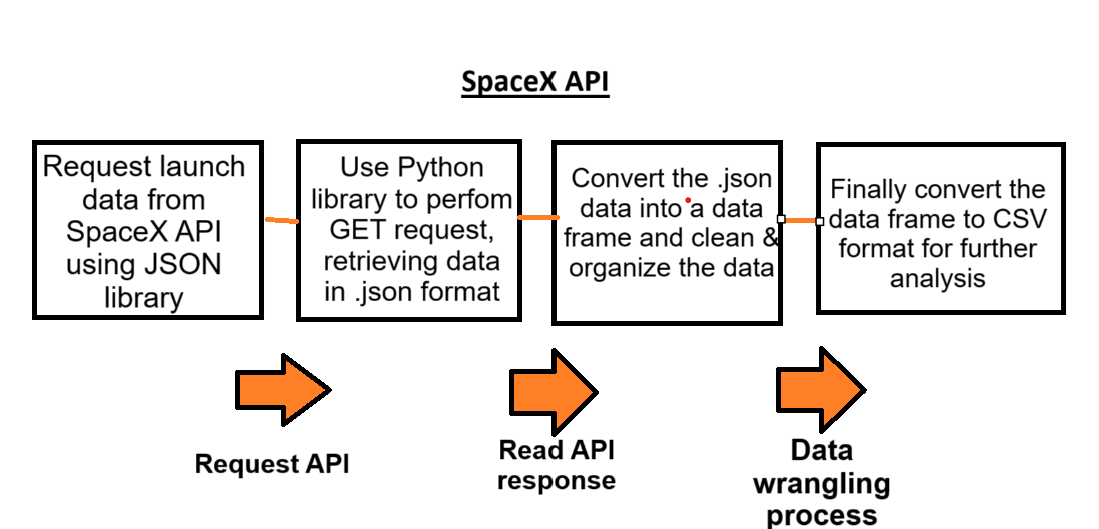 SpaceX API
Request launch
data from
SpaceX API
using JSON
library
Use Python
library to perfom
GET request,
retrieving data
in .json format
Convert the .json
data into a data
frame and clean &
organize the data
Finally convert the
data frame to CSV
format for further
analysis
Request API
Read API
response
Data
wrangling
process